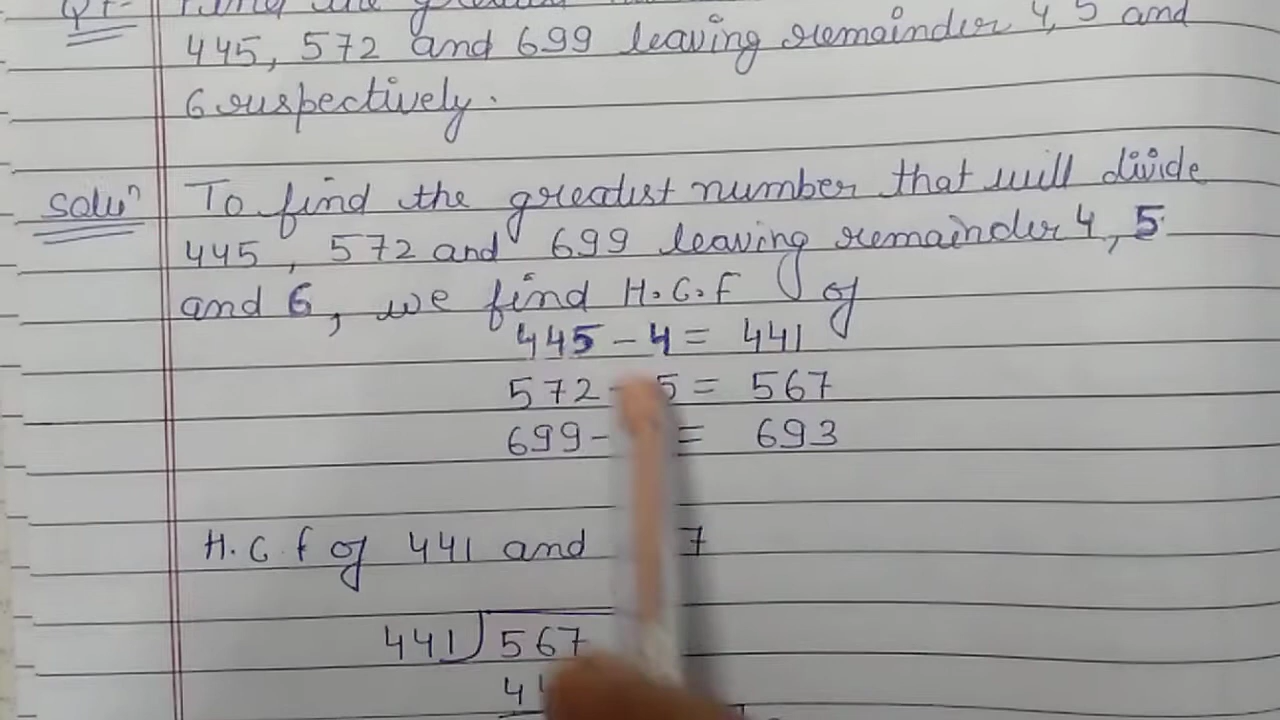 445, 572 and 699 leaving remainder 4, 5 and
6 respectively.
Soluⁿ To find the greatest number that will divide
445, 572 and 699 leaving remainder 4, 5
and 6, we find H.C.F of
445 - 4 = 441
572 - 5 = 567
699 - = 693
H.C.F of 441 and 7
441)567